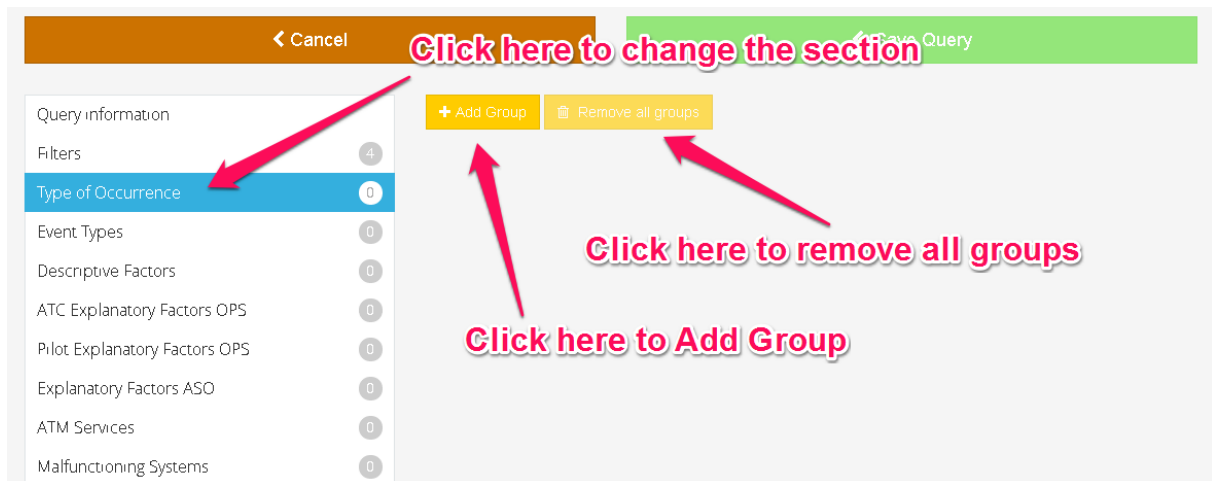 Cancel
Save Query
Click here to change the section
Query information
+ Add Group
Remove all groups
Filters 4
Type of Occurrence 0
Event Types 0
Click here to remove all groups
Descriptive Factors 0
ATC Explanatory Factors OPS 0
Click here to Add Group
Pilot Explanatory Factors OPS 0
Explanatory Factors ASO 0
ATM Services 0
Malfunctioning Systems 0